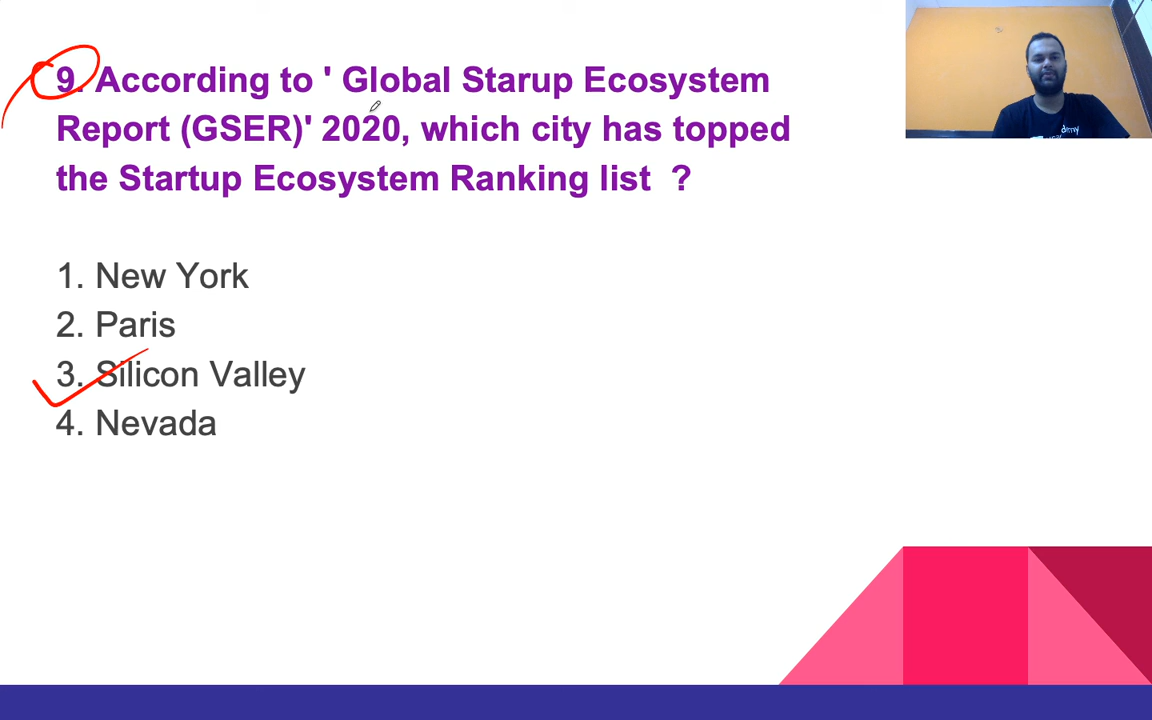 9. According to ' Global Starup Ecosystem
Report (GSER)' 2020, which city has topped
the Startup Ecosystem Ranking list ?
1. New York
2. Paris
3. Silicon Valley
4. Nevada